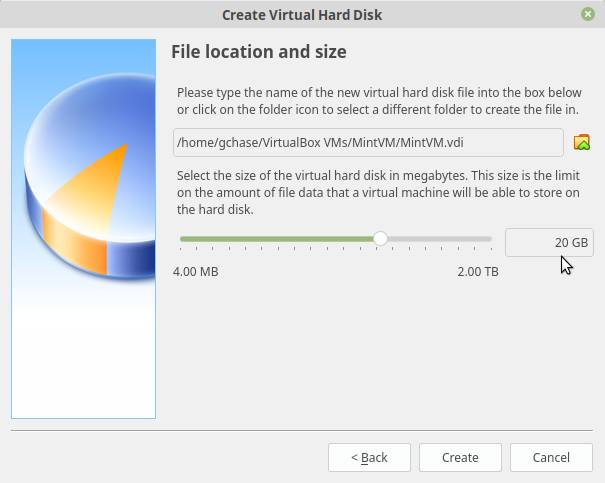 Create Virtual Hard Disk
File location and size
Please type the name of the new virtual hard disk file into the box below
or click on the folder icon to select a different folder to create the file in.
/home/gchase/VirtualBox VMs/MintVM/MintVM.vdi
Select the size of the virtual hard disk in megabytes. This size is the limit
on the amount of file data that a virtual machine will be able to store on
the hard disk.
20 GB
4.00 MB 2.00 TB
< Back Create Cancel